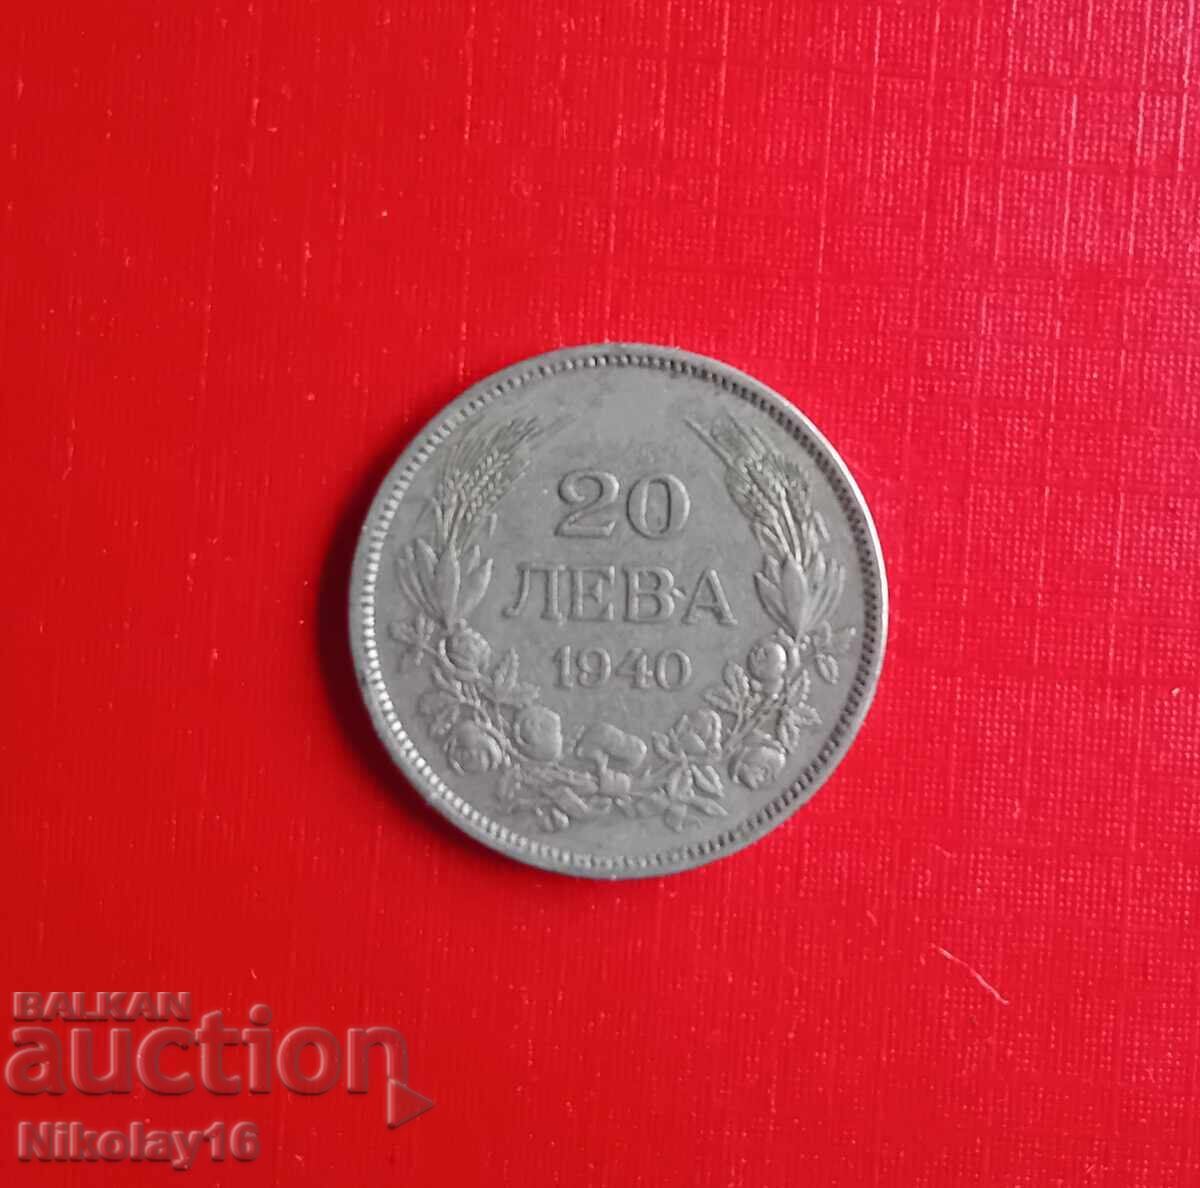 20
ЛЕВА
1940
BALKAN
auction
Nikolay16